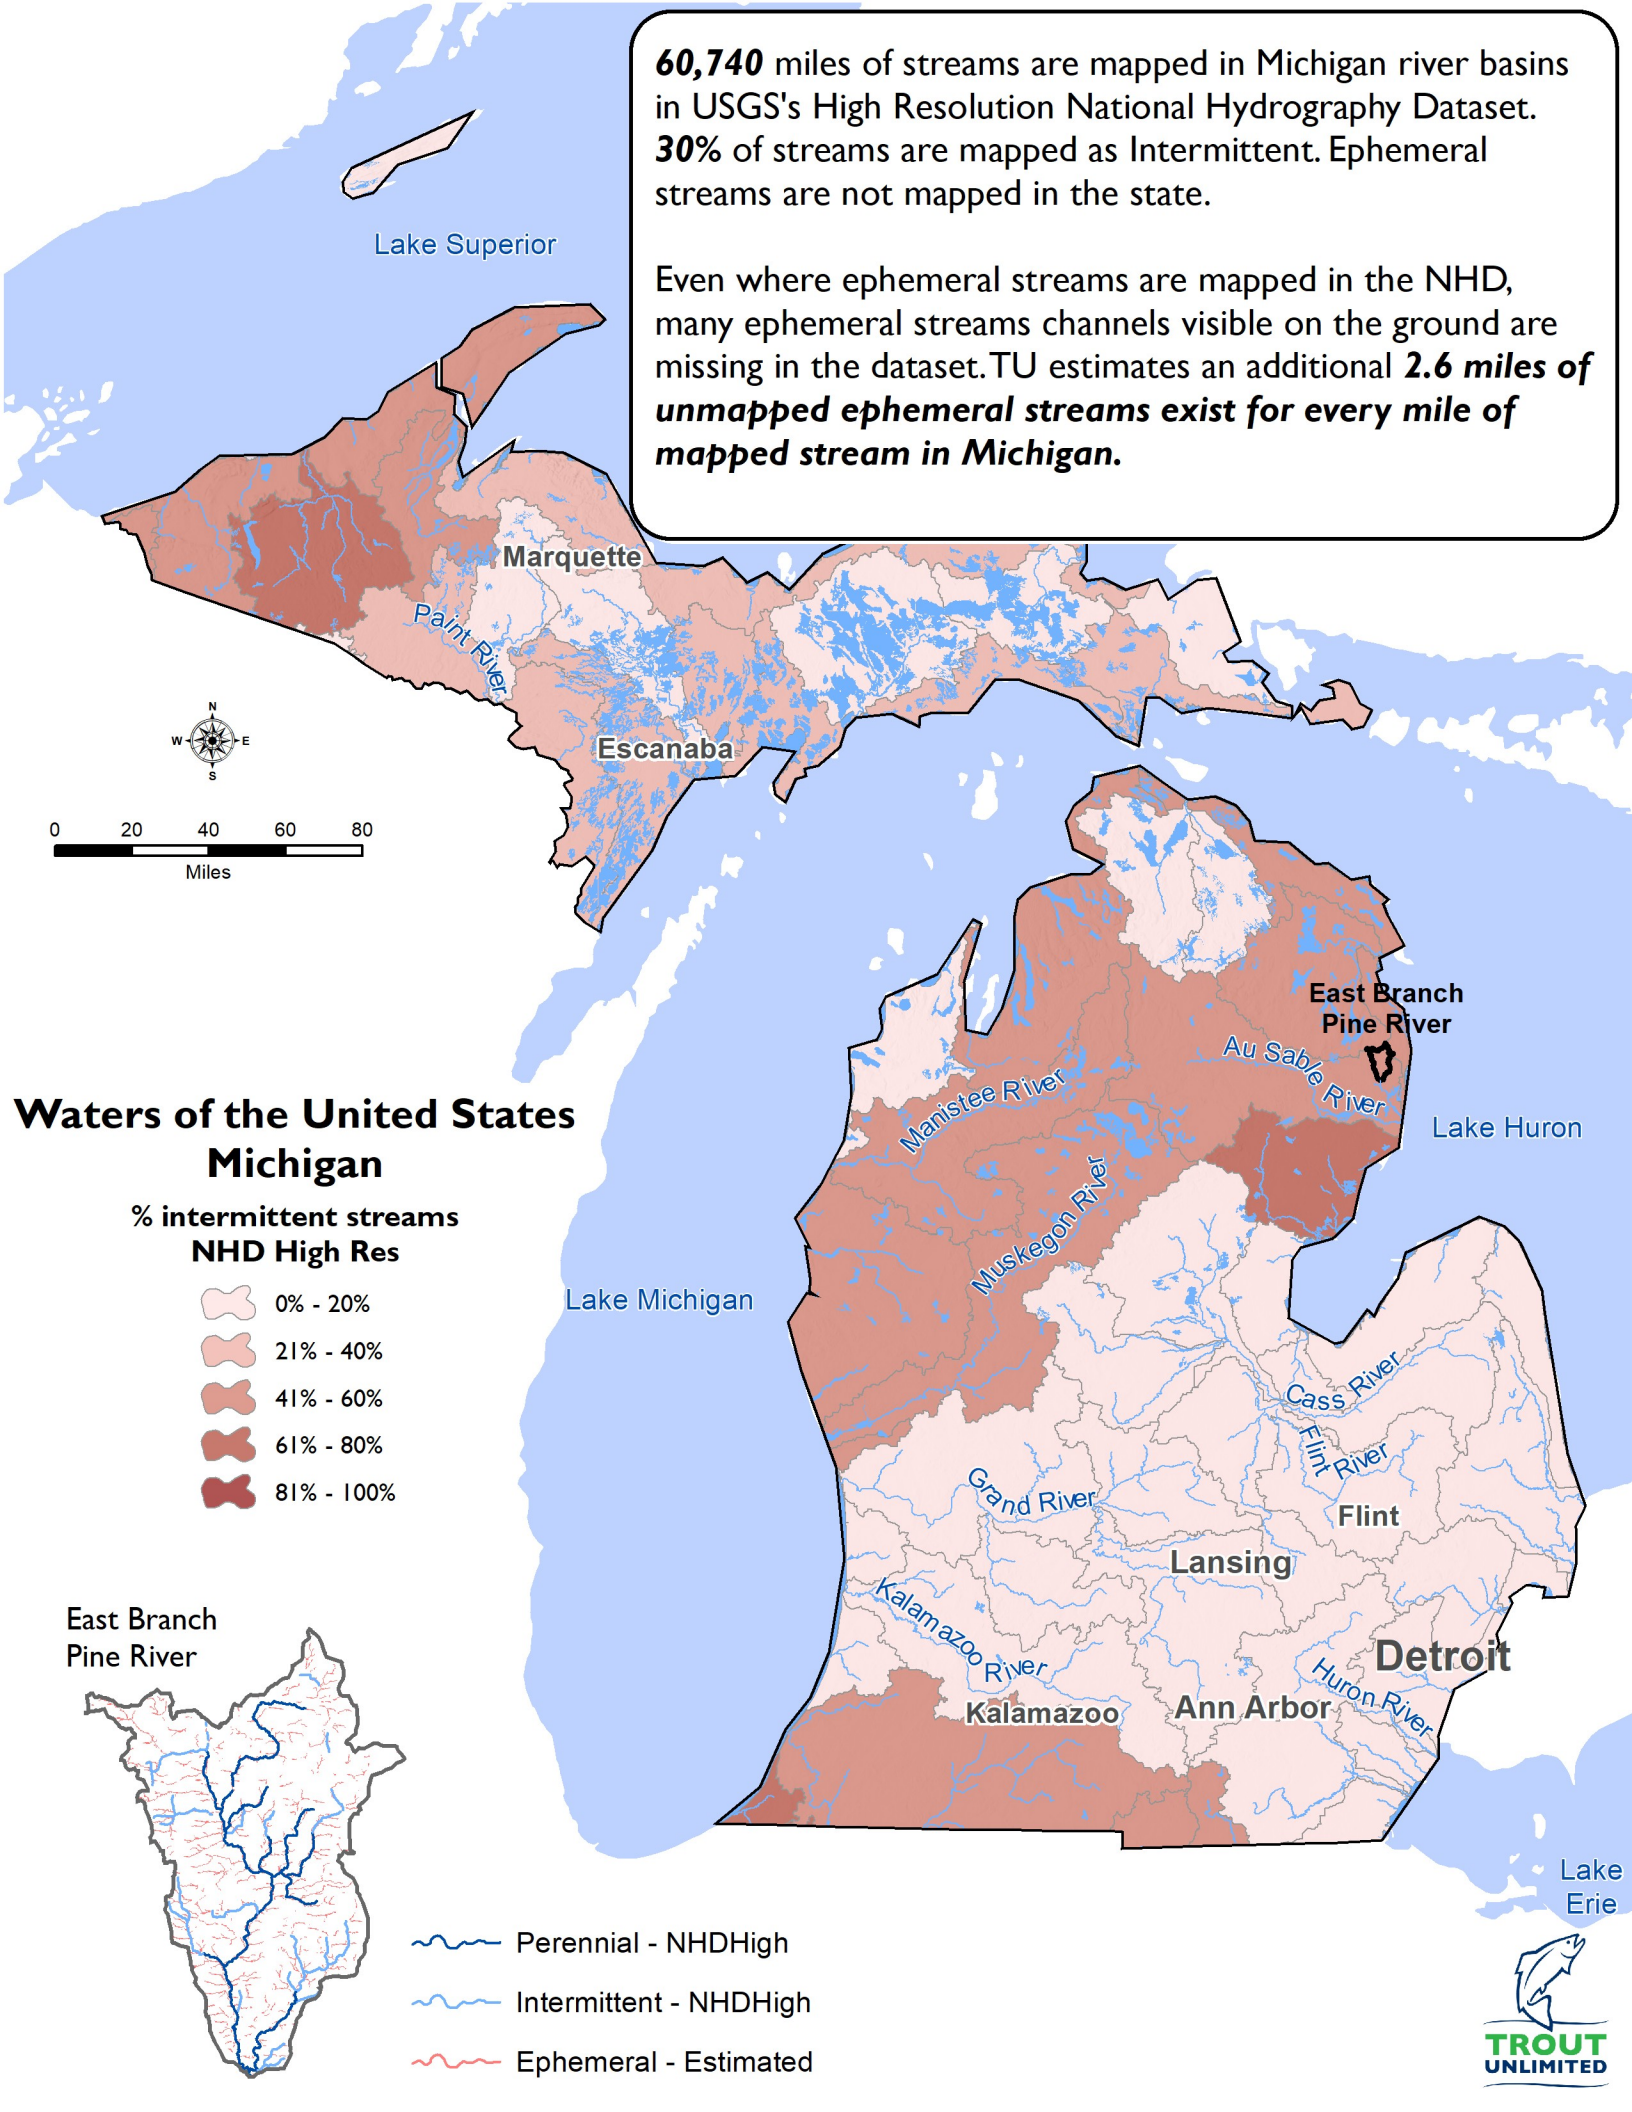 60,740 miles of streams are mapped in Michigan river basins
in USGS's High Resolution National Hydrography Dataset.
30% of streams are mapped as Intermittent. Ephemeral
streams are not mapped in the state.
Even where ephemeral streams are mapped in the NHD,
many ephemeral streams channels visible on the ground are
missing in the dataset. TU estimates an additional 2.6 miles of
unmapped ephemeral streams exist for every mile of
mapped stream in Michigan.
Lake Superior
Marquette
Paint River
Escanaba
N
W E
S
0 20 40 60 80
Miles
East Branch
Pine River
Au Sable River
Manistee River
Lake Huron
Muskegon River
Waters of the United States
Michigan
% intermittent streams
NHD High Res
0% - 20%
21% - 40%
41% - 60%
61% - 80%
81% - 100%
Lake Michigan
Cass River
Flint River
Grand River
Flint
Lansing
Kalamazoo River
Detroit
Huron River
Kalamazoo
Ann Arbor
Lake
Erie
East Branch
Pine River
Perennial - NHDHigh
Intermittent - NHDHigh
Ephemeral - Estimated
TROUT
UNLIMITED